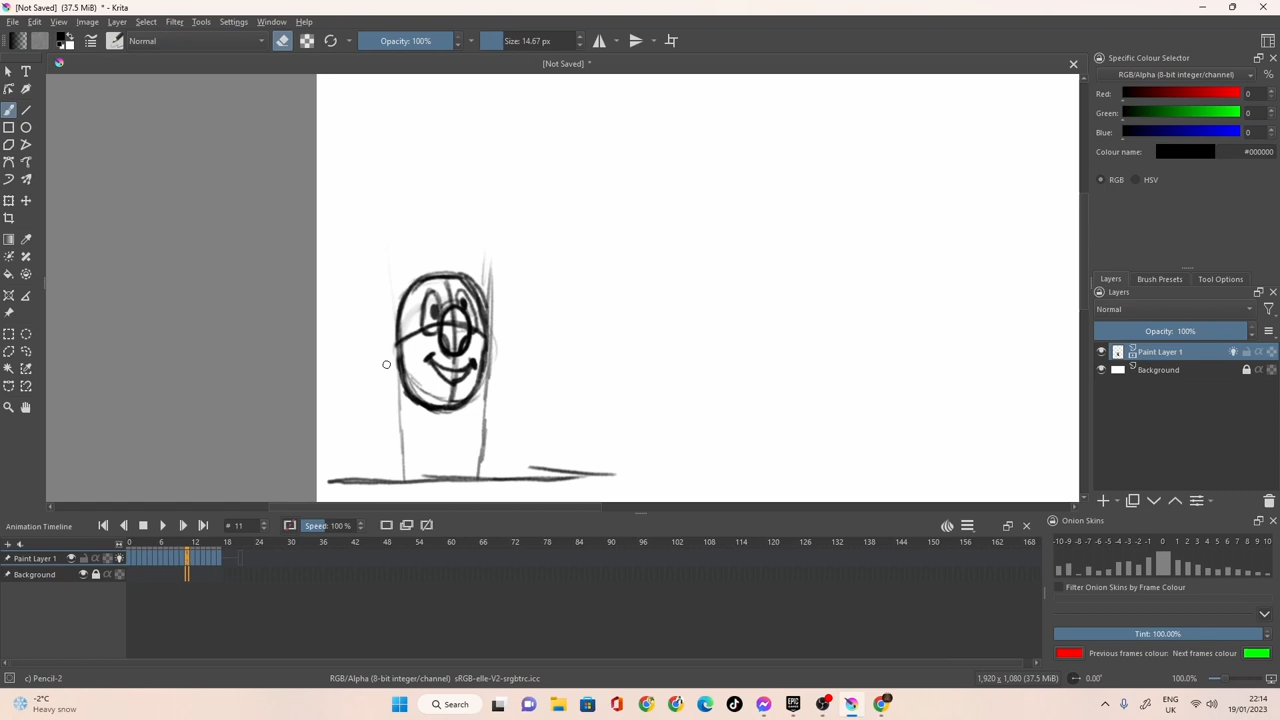 [Not Saved] (37.5 MiB) * - Krita
File Edit View Image Layer Select Filter Tools Settings Window Help
Normal Opacity: 100% Size: 14.67 px
[Not Saved] *
Specific Colour Selector
RGB/Alpha (8-bit integer/channel) %
Red: 0
Green: 0
Blue: 0
Colour name: #000000
RGB HSV
Layers Brush Presets Tool Options
Layers
Normal
Opacity: 100%
Paint Layer 1
Background
Animation Timeline # 11 Speed: 100 %
0 6 12 18 24 30 36 42 48 54 60 66 72 78 84 90 96 102 108 114 120 126 132 138 144 150 156 162 168
Paint Layer 1
Background
Onion Skins
-10 -9 -8 -7 -6 -5 -4 -3 -2 -1 0 1 2 3 4 5 6 7 8 9 10
Filter Onion Skins by Frame Colour
Tint: 100.00%
Previous frames colour: Next frames colour:
c) Pencil-2 RGB/Alpha (8-bit integer/channel) sRGB-elle-V2-srgbtrc.icc 1,920 x 1,080 (37.5 MiB) 0.00° 100.0%
-2°C
Heavy snow
Search
ENG
UK
22:14
19/01/2023